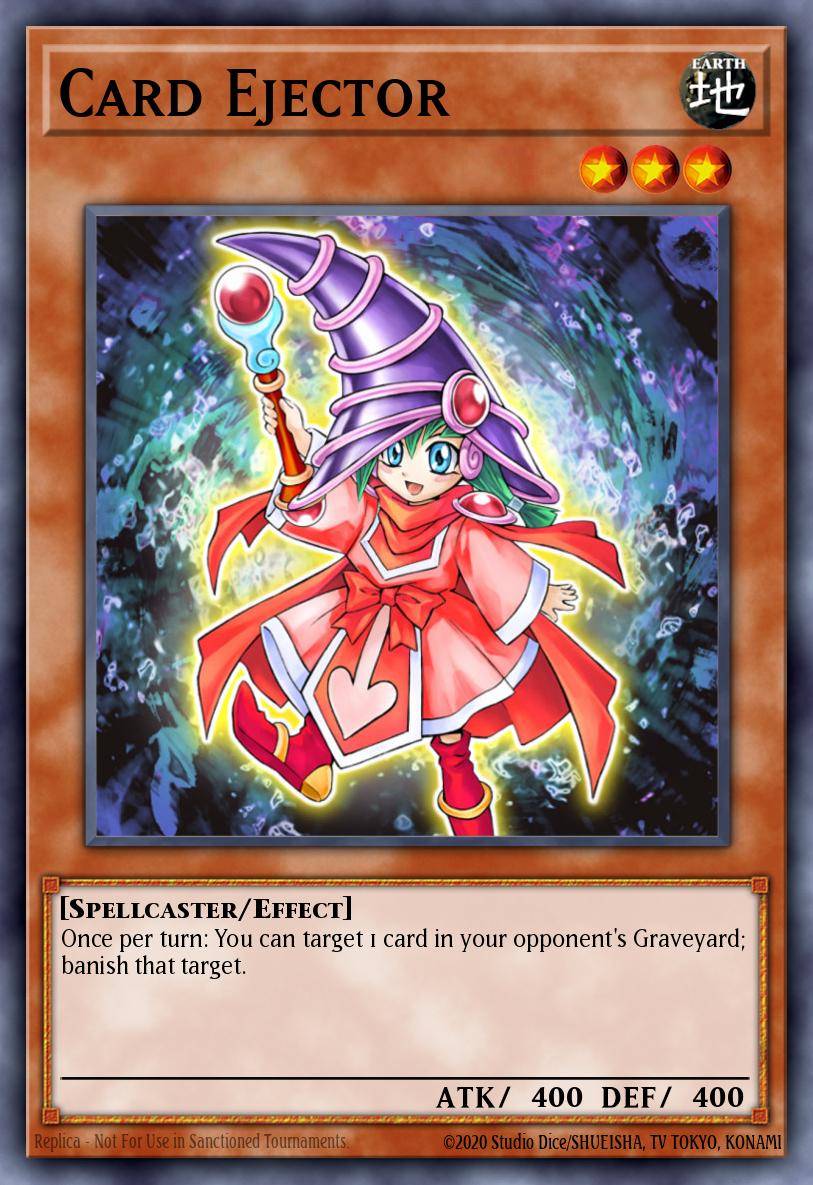 Card Ejector
EARTH
地
[Spellcaster/Effect]
Once per turn: You can target 1 card in your opponent's Graveyard;
banish that target.
ATK/ 400 DEF/ 400
Replica - Not For Use in Sanctioned Tournaments.
©2020 Studio Dice/SHUEISHA, TV TOKYO, KONAMI